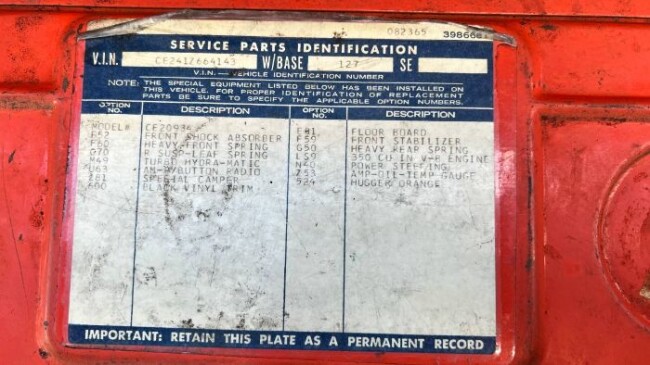 082365 398666
SERVICE PARTS IDENTIFICATION
V.I.N. CE241Z664143 W/BASE 127 SE
V.I.N. — VEHICLE IDENTIFICATION NUMBER
NOTE: THE SPECIAL EQUIPMENT LISTED BELOW HAS BEEN INSTALLED ON
THIS VEHICLE. FOR PROPER IDENTIFICATION OF REPLACEMENT
PARTS BE SURE TO SPECIFY THE APPLICABLE OPTION NUMBERS.
OPTION NO. DESCRIPTION OPTION NO. DESCRIPTION
MODEL# CE20934 E81 FLOOR BOARD
FRONT SHOCK ABSORBER F59 FRONT STABILIZER
F60 HEAVY FRONT SPRING G50 HEAVY REAR SPRING
G70 R SUSP-LEAF SPRING LS9 350 CU IN V-8 ENGINE
M49 TURBO HYDRA-MATIC N40 POWER STEERING
U63 AM-P/BUTTON RADIO Z53 AMP-OIL-TEMP GAUGE
Z81 SPECIAL CAMPER 524 HUGGER ORANGE
600 BLACK VINYL TRIM
IMPORTANT: RETAIN THIS PLATE AS A PERMANENT RECORD